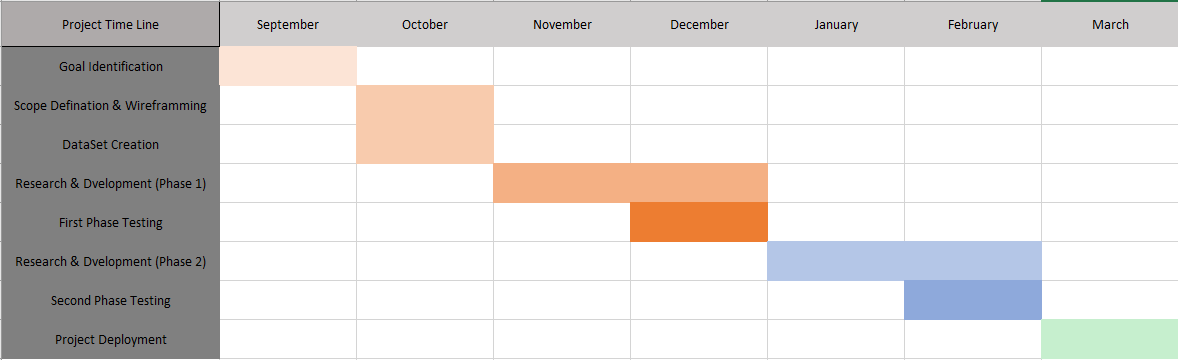 Project Time Line September October November December January February March
Goal Identification
Scope Defination & Wireframming
DataSet Creation
Research & Dvelopment (Phase 1)
First Phase Testing
Research & Dvelopment (Phase 2)
Second Phase Testing
Project Deployment